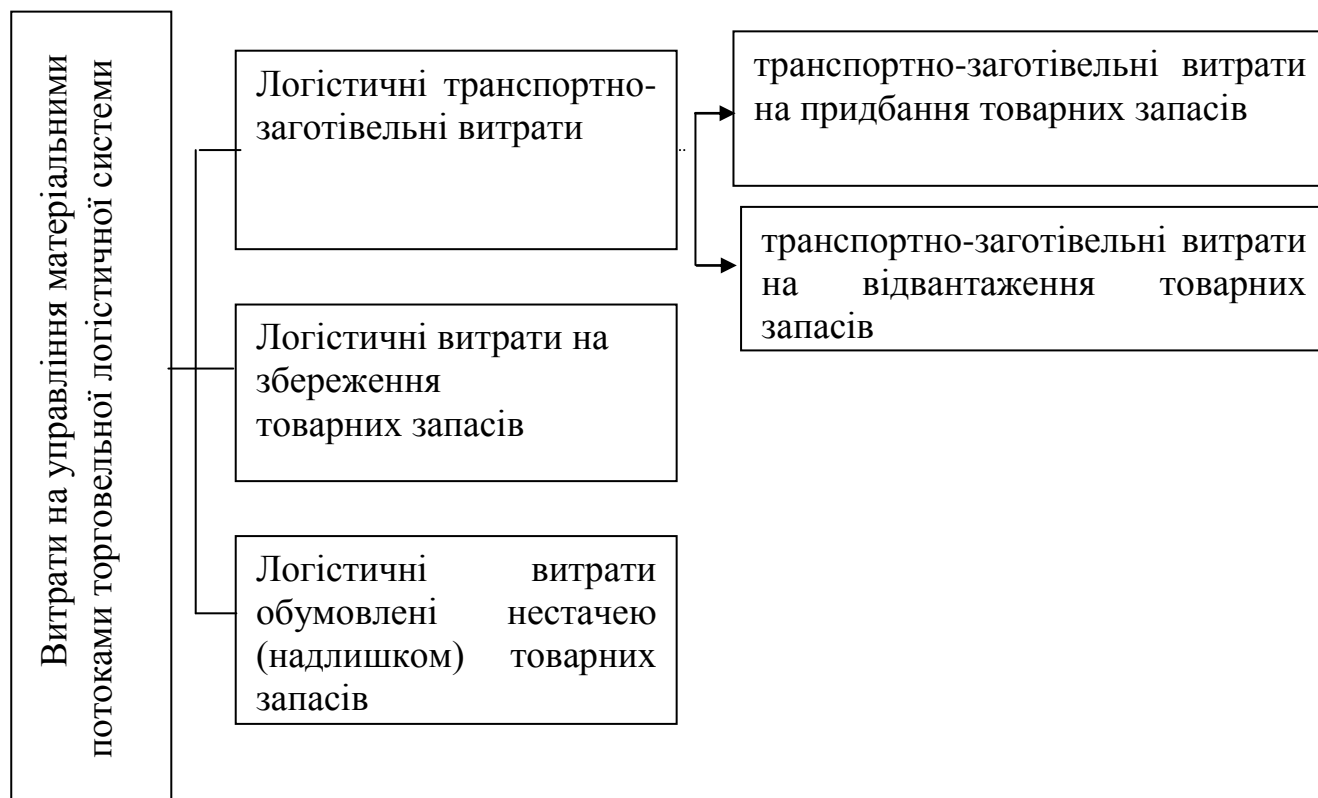 Витрати на управління матеріальними
потоками торговельної логістичної системи
Логістичні транспортно-
заготівельні витрати
транспортно-заготівельні витрати
на придбання товарних запасів
транспортно-заготівельні витрати
на відвантаження товарних
запасів
Логістичні витрати на
збереження
товарних запасів
Логістичні витрати
обумовлені нестачею
(надлишком) товарних
запасів